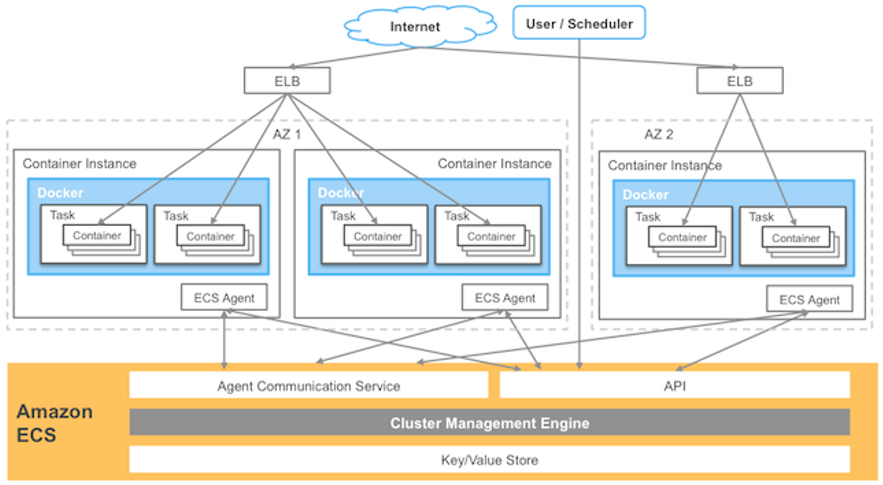 Internet
User / Scheduler
ELB
ELB
AZ 1
AZ 2
Container Instance
Container Instance
Container Instance
Docker
Docker
Docker
Task
Task
Task
Task
Task
Task
Container
Container
Container
Container
Container
Container
ECS Agent
ECS Agent
ECS Agent
Agent Communication Service
API
Amazon
ECS
Cluster Management Engine
Key/Value Store